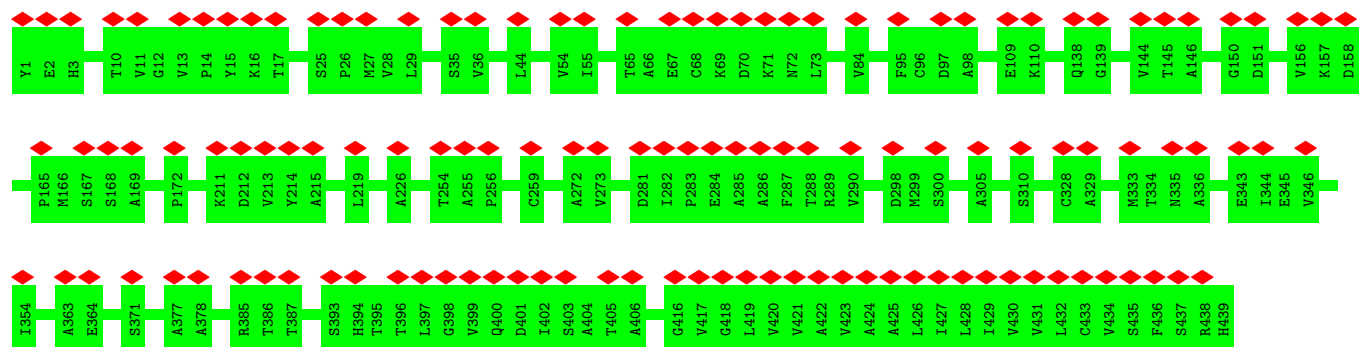 Y1 E2 H3 T10 V11 G12 V13 P14 Y15 K16 T17 S25 P26 M27 V28 L29 S35 V36 L44 V54 I55 T65 A66 E67 C68 K69 D70 K71 N72 L73 V84 F95 C96 D97 A98 E109 K110 Q138 G139 V144 T145 A146 G150 D151 V156 K157 D158
P165 M166 S167 S168 A169 P172 K211 D212 V213 Y214 A215 L219 A226 T254 A255 P256 C259 A272 V273 D281 I282 P283 E284 A285 A286 F287 T288 R289 V290 D298 M299 S300 A305 S310 C328 A329 M333 T334 N335 A336 E343 I344 E345 V346
I354 A363 E364 S371 A377 A378 R385 T386 T387 S393 H394 T395 T396 L397 G398 V399 Q400 D401 I402 S403 A404 T405 A406 G416 V417 G418 L419 V420 V421 A422 V423 A424 A425 L426 I427 L428 I429 V430 V431 L432 C433 V434 S435 F436 S437 R438 H439